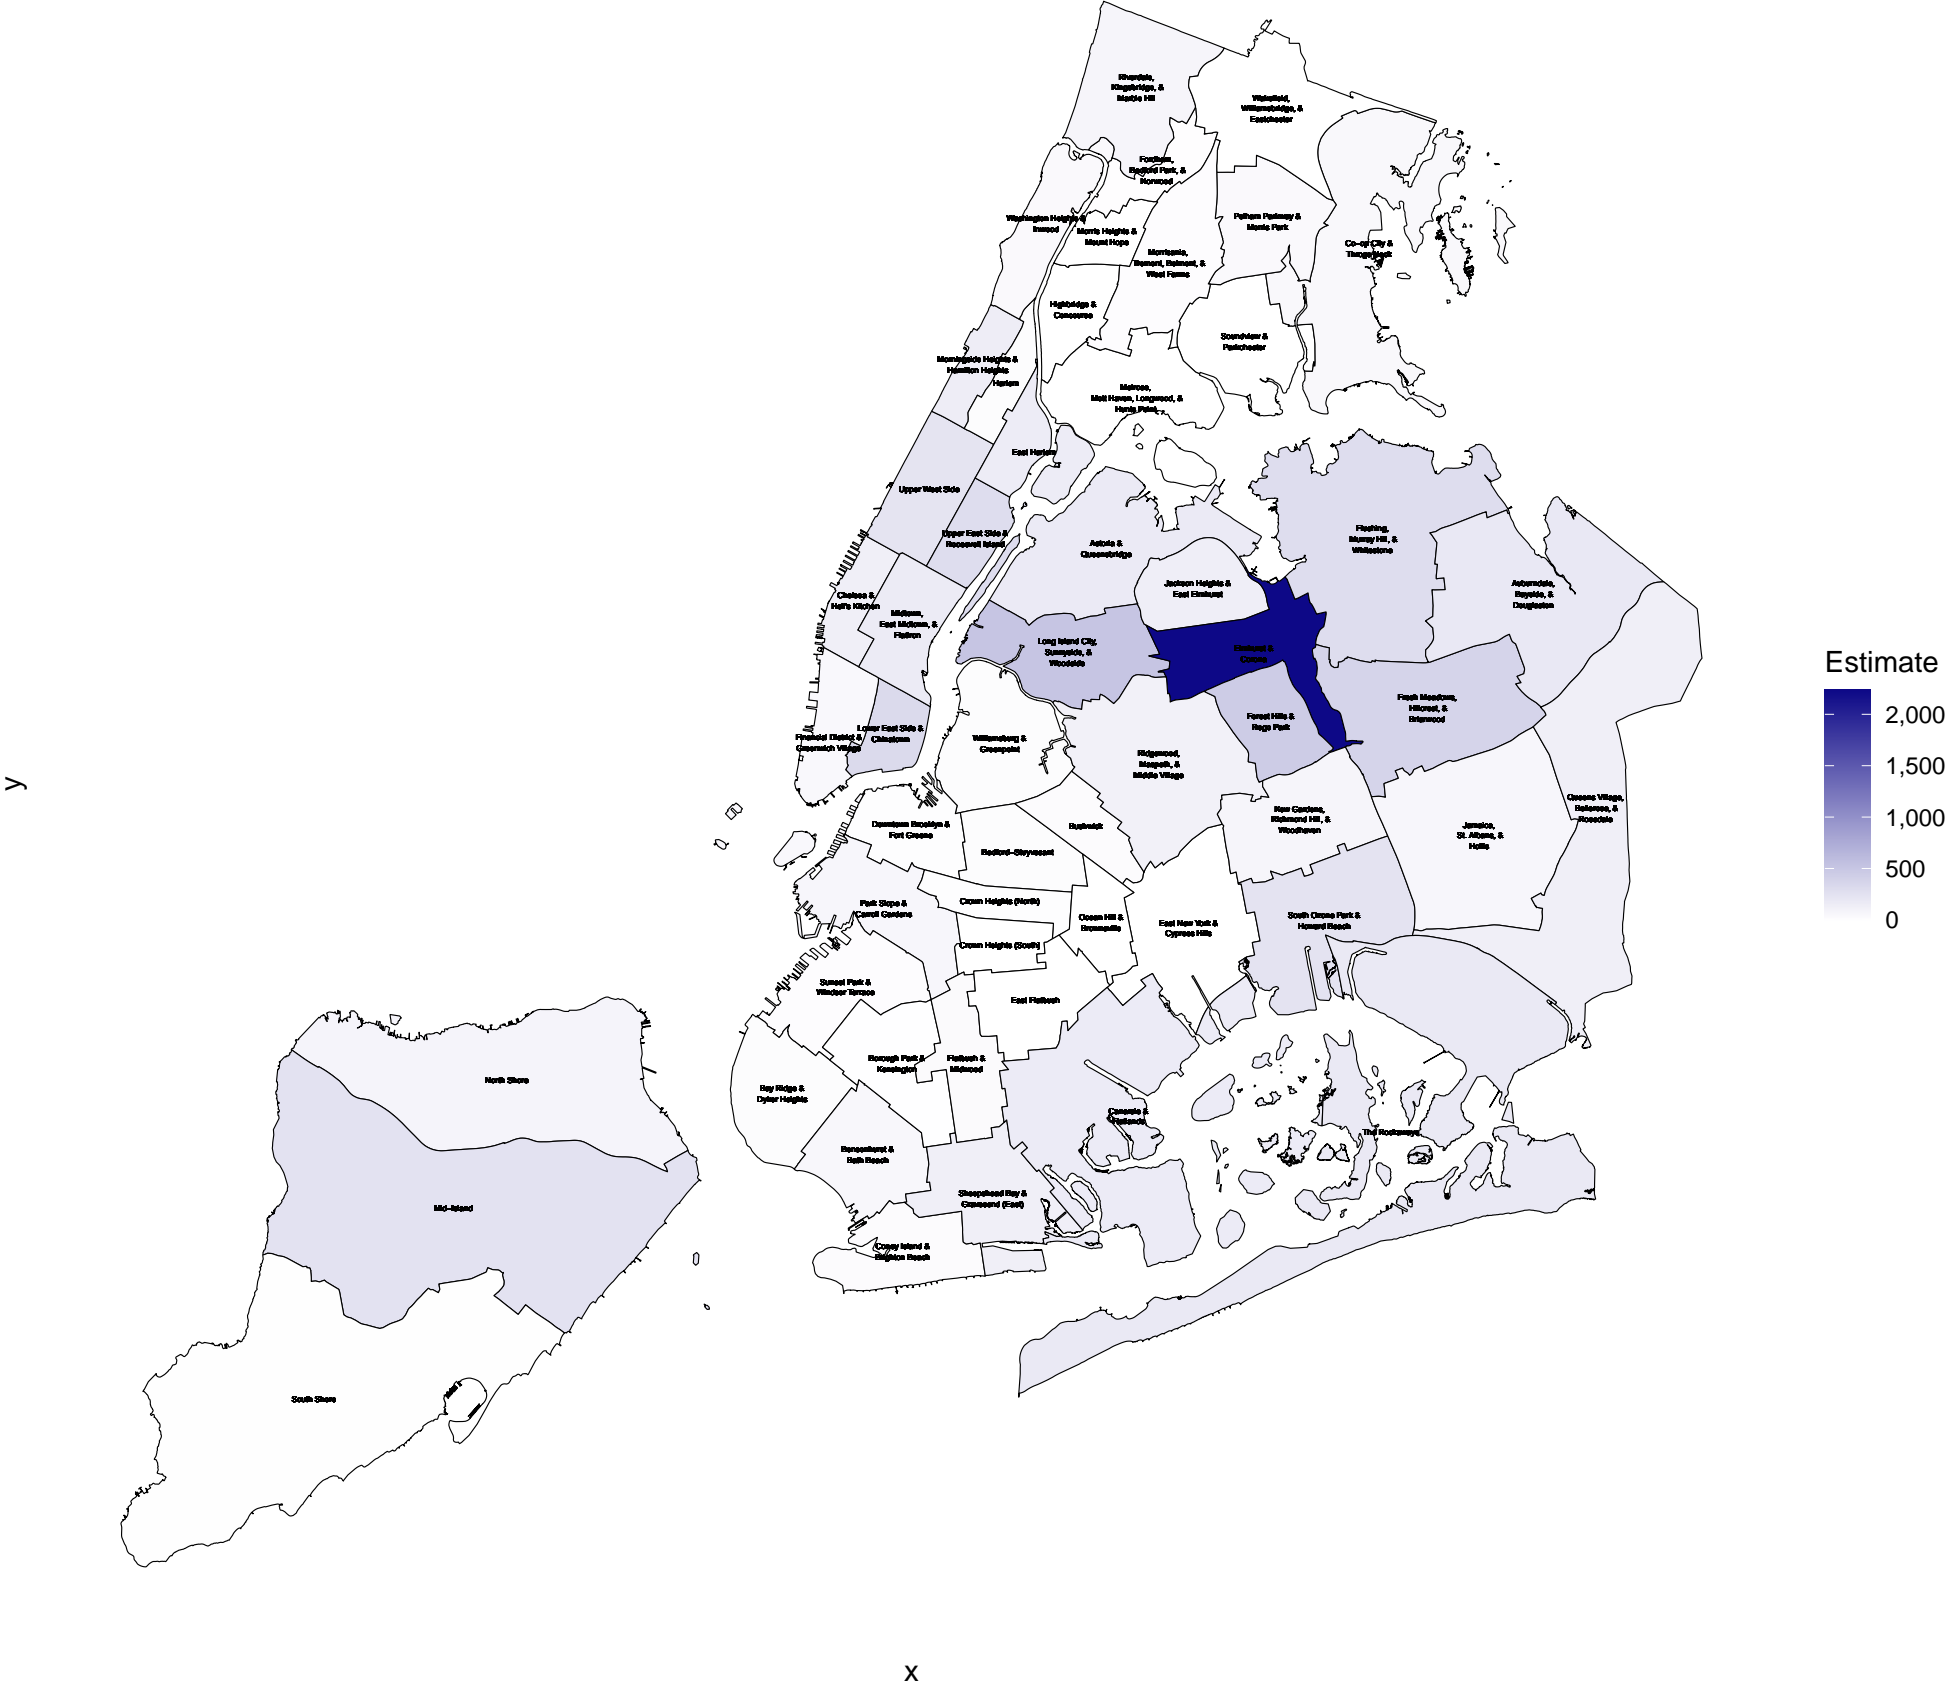 Riverdale,
Kingsbridge, &
Marble Hill
Wakefield,
Williamsbridge, &
Eastchester
Fordham,
Bedford Park, &
Norwood
Washington Heights &
Inwood
Morris Heights &
Mount Hope
Pelham Parkway &
Morris Park
Co-op City &
Throgs Neck
Morrisania,
Tremont, Belmont, &
West Farms
Highbridge &
Concourse
Soundview &
Parkchester
Morningside Heights &
Hamilton Heights
Harlem
Melrose,
Mott Haven, Longwood, &
Hunts Point
East Harlem
Upper West Side
Upper East Side &
Roosevelt Island
Astoria &
Queensbridge
Flushing,
Murray Hill, &
Whitestone
Jackson Heights &
East Elmhurst
Auburndale,
Bayside, &
Douglaston
Chelsea &
Hell's Kitchen
Midtown,
East Midtown, &
Flatiron
Long Island City,
Sunnyside, &
Woodside
Elmhurst &
Corona
Fresh Meadows,
Hillcrest, &
Briarwood
Forest Hills &
Rego Park
Financial District &
Greenwich Village
Lower East Side &
Chinatown
Williamsburg &
Greenpoint
Ridgewood,
Maspeth, &
Middle Village
Queens Village,
Bellerose, &
Rosedale
Kew Gardens,
Richmond Hill, &
Woodhaven
Jamaica,
St. Albans, &
Hollis
Downtown Brooklyn &
Fort Greene
Bushwick
Bedford-Stuyvesant
Park Slope &
Carroll Gardens
Crown Heights (North)
Ocean Hill &
Brownsville
East New York &
Cypress Hills
South Ozone Park &
Howard Beach
Crown Heights (South)
Sunset Park &
Windsor Terrace
East Flatbush
Borough Park &
Kensington
Flatbush &
Midwood
Bay Ridge &
Dyker Heights
Canarsie &
Flatlands
The Rockaways
Bensonhurst &
Bath Beach
Sheepshead Bay &
Gravesend (East)
Coney Island &
Brighton Beach
North Shore
Mid-Island
South Shore
Estimate
2,000
1,500
1,000
500
0
y
x